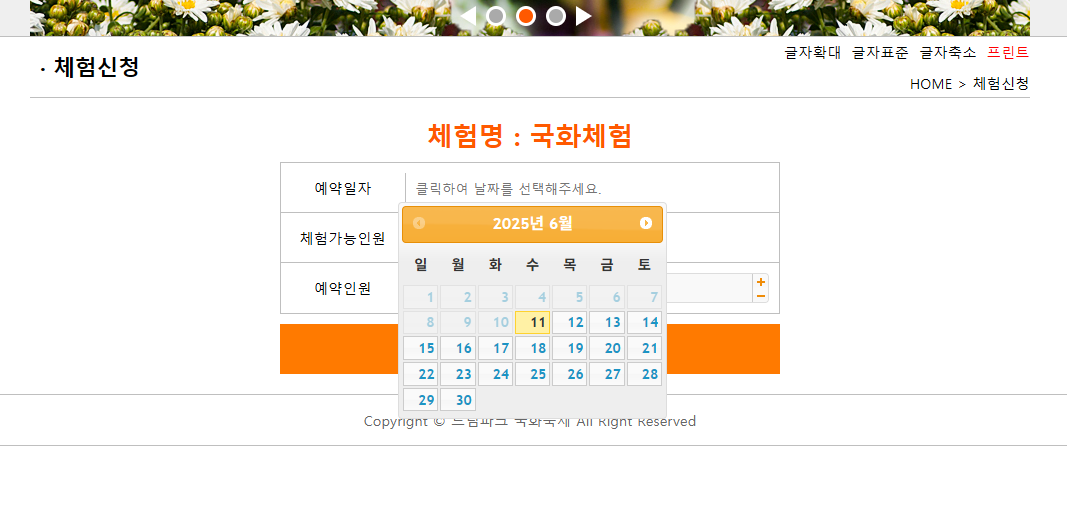 글자확대 글자표준 글자축소 프린트
· 체험신청
HOME > 체험신청
체험명 : 국화체험
예약일자 클릭하여 날짜를 선택해주세요.
2025년 6월
체험가능인원
일 월 화 수 목 금 토
예약인원
1 2 3 4 5 6 7
8 9 10 11 12 13 14
15 16 17 18 19 20 21
22 23 24 25 26 27 28
29 30
Copyright © 드림파크 국화축제 All Right Reserved